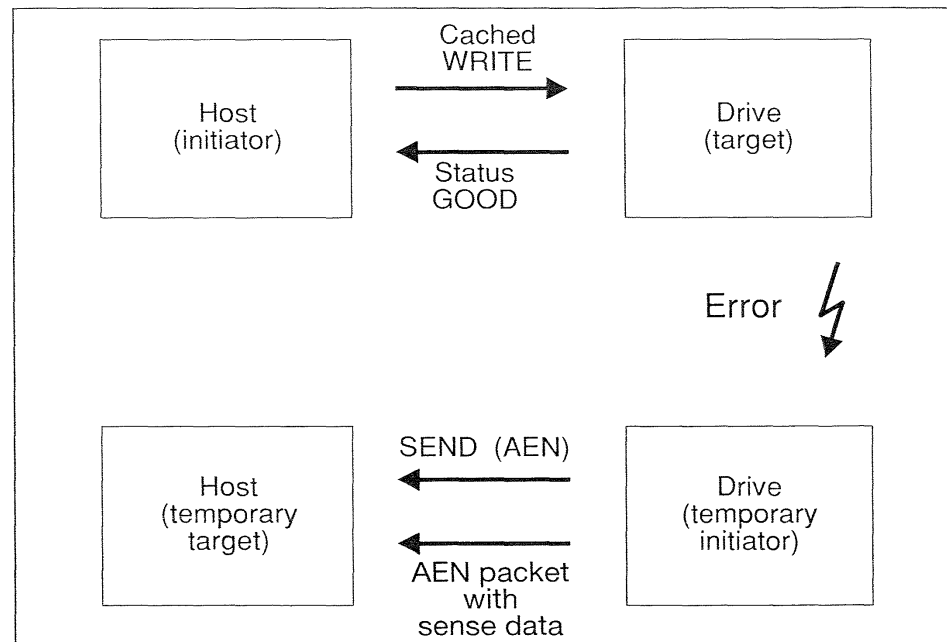 Cached
WRITE
Host
(initiator)
Drive
(target)
Status
GOOD
Error
SEND (AEN)
Host
(temporary
target)
Drive
(temporary
initiator)
AEN packet
with
sense data